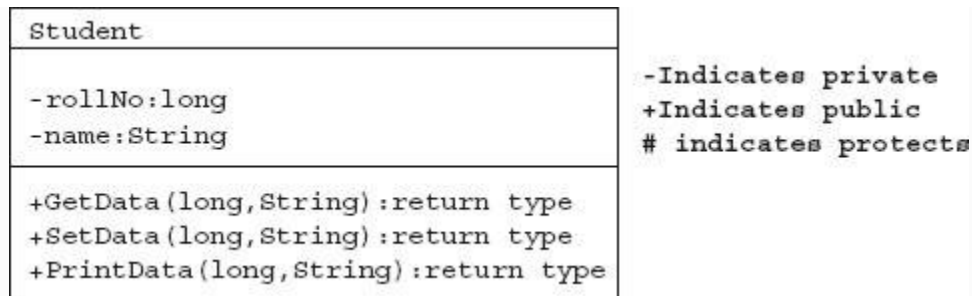 Student
-rollNo:long
-name:String
+GetData(long,String):return type
+SetData(long,String):return type
+PrintData(long,String):return type
-Indicates private
+Indicates public
# indicates protects